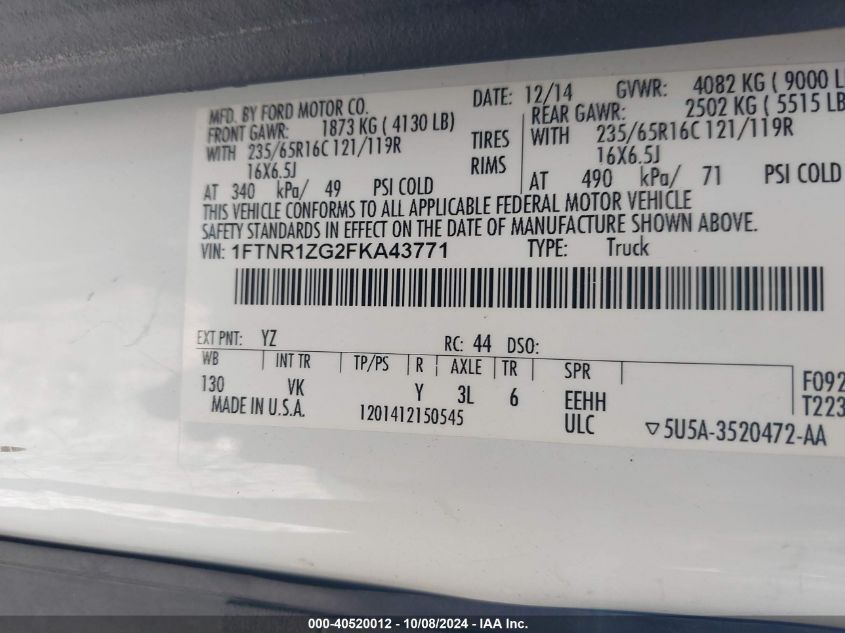 MFD. BY FORD MOTOR CO. DATE: 12/14 GVWR: 4082 KG ( 9000 L
FRONT GAWR: 1873 KG ( 4130 LB) REAR GAWR: 2502 KG ( 5515 LB
WITH 235/65R16C 121/119R TIRES WITH 235/65R16C 121/119R
16X6.5J RIMS 16X6.5J
AT 340 kPa/ 49 PSI COLD AT 490 kPa/ 71 PSI COLD
THIS VEHICLE CONFORMS TO ALL APPLICABLE FEDERAL MOTOR VEHICLE
SAFETY STANDARDS IN EFFECT ON THE DATE OF MANUFACTURE SHOWN ABOVE.
VIN: 1FTNR1ZG2FKA43771 TYPE: Truck
EXT PNT: YZ RC: 44 DSO:
WB INT TR TP/PS R AXLE TR SPR
130 VK Y 3L 6 EEHH F092
MADE IN U.S.A. 1201412150545 ULC T223
▽5U5A-3520472-AA
000-40520012 - 10/08/2024 - IAA Inc.